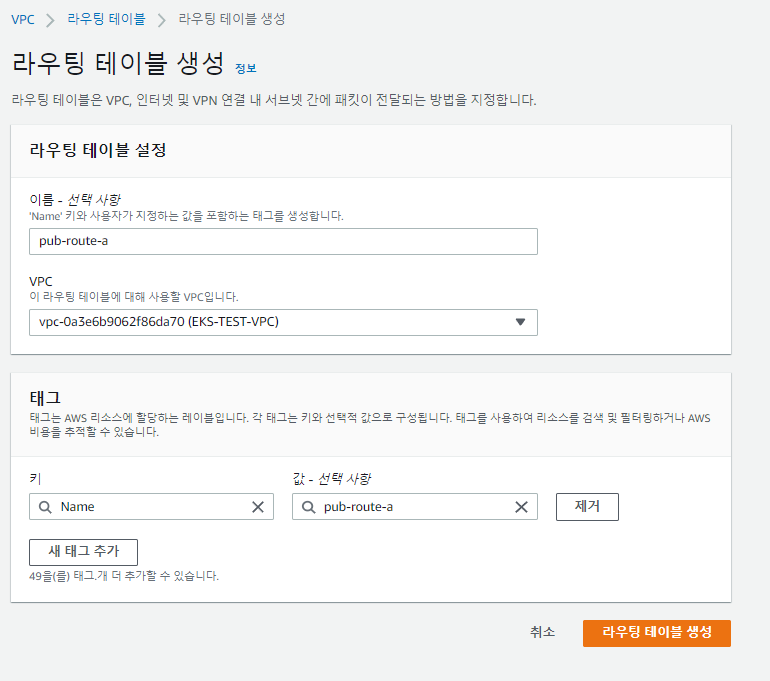 VPC > 라우팅 테이블 > 라우팅 테이블 생성
라우팅 테이블 생성 정보
라우팅 테이블은 VPC, 인터넷 및 VPN 연결 내 서브넷 간에 패킷이 전달되는 방법을 지정합니다.
라우팅 테이블 설정
이름 - 선택 사항
'Name' 키와 사용자가 지정하는 값을 포함하는 태그를 생성합니다.
pub-route-a
VPC
이 라우팅 테이블에 대해 사용할 VPC입니다.
vpc-0a3e6b9062f86da70 (EKS-TEST-VPC)
태그
태그는 AWS 리소스에 할당하는 레이블입니다. 각 태그는 키와 선택적 값으로 구성됩니다. 태그를 사용하여 리소스를 검색 및 필터링하거나 AWS
비용을 추적할 수 있습니다.
키 값 - 선택 사항
Name pub-route-a 제거
새 태그 추가
49을(를) 태그.개 더 추가할 수 있습니다.
취소 라우팅 테이블 생성